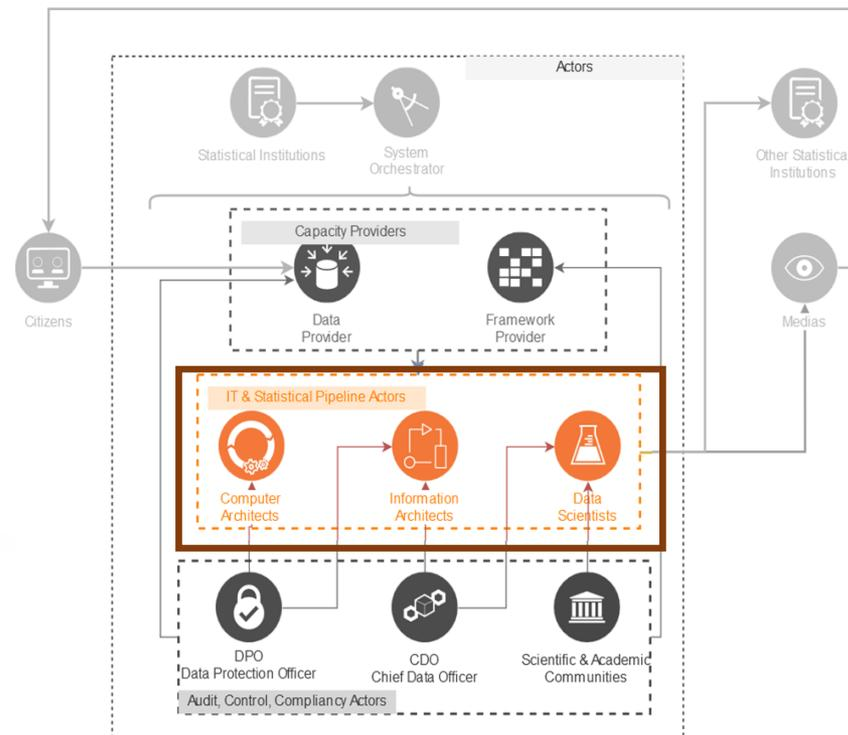 Actors
Statistical Institutions
System
Orchestrator
Other Statistica
Institutions
Capacity Providers
Citizens
Data
Provider
Framework
Provider
Medias
IT & Statistical Pipeline Actors
Computer
Architects
Information
Architects
Data
Scientists
DPO
Data Protection Officer
CDO
Chief Data Officer
Scientific & Academic
Communities
Audit, Control, Compliancy Actors